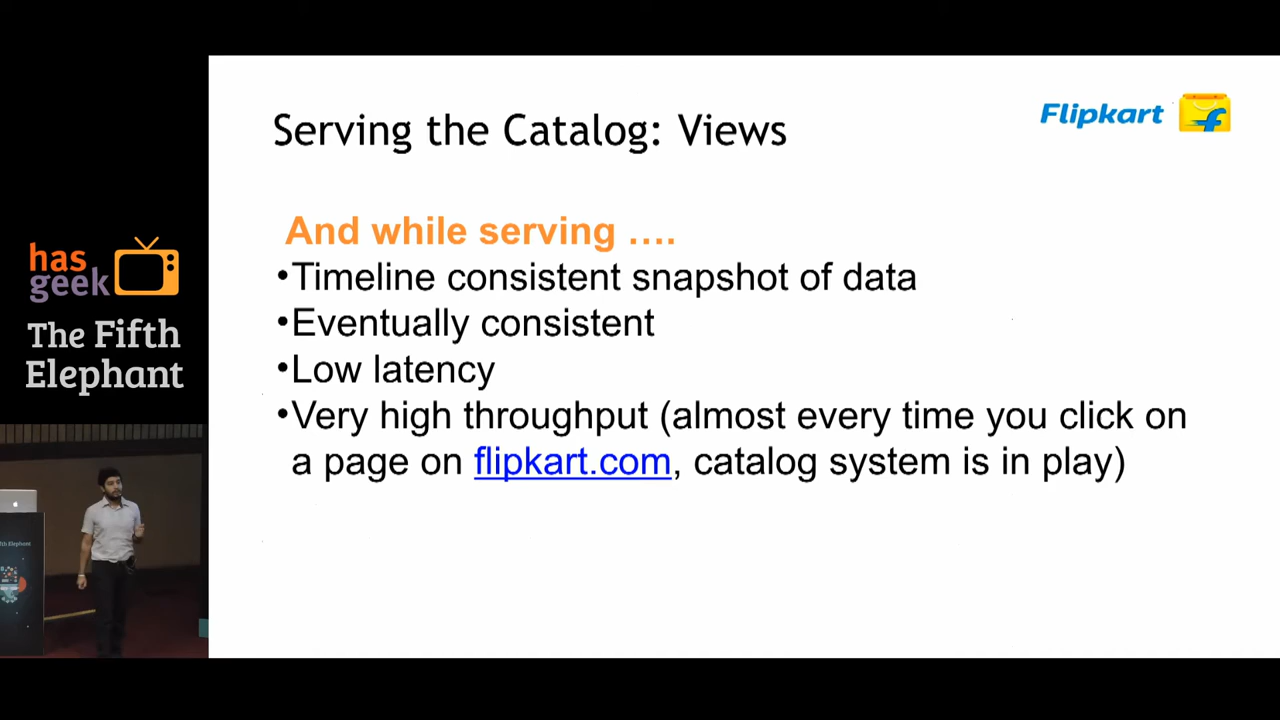 Serving the Catalog: Views
Flipkart
And while serving ....
•Timeline consistent snapshot of data
•Eventually consistent
•Low latency
•Very high throughput (almost every time you click on
a page on flipkart.com, catalog system is in play)
has
geek
The Fifth
Elephant
fth Elephant